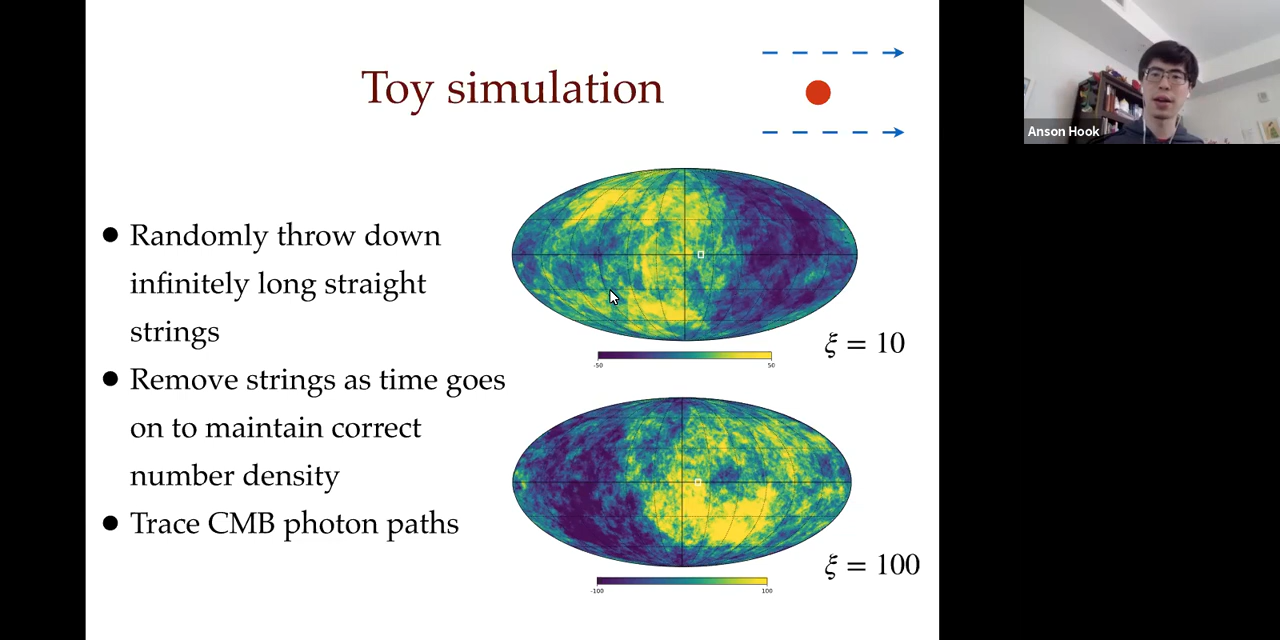 Toy simulation
Anson Hook
● Randomly throw down
infinitely long straight
strings
● Remove strings as time goes
on to maintain correct
number density
● Trace CMB photon paths
-50 50
ξ = 10
-100 100
ξ = 100